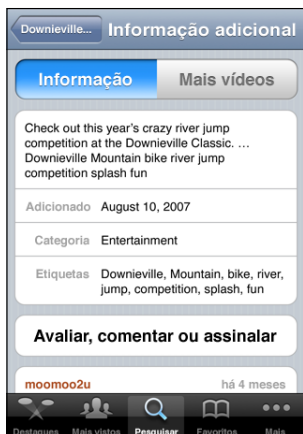 Downieville...
Informação adicional
Informação
Mais vídeos
Check out this year's crazy river jump
competition at the Downieville Classic. ...
Downieville Mountain bike river jump
competition splash fun
Adicionado August 10, 2007
Categoria Entertainment
Etiquetas Downieville, Mountain, bike, river,
jump, competition, splash, fun
Avaliar, comentar ou assinalar
moomoo2u há 4 meses
Destaques Mais vistos Pesquisar Favoritos Mais